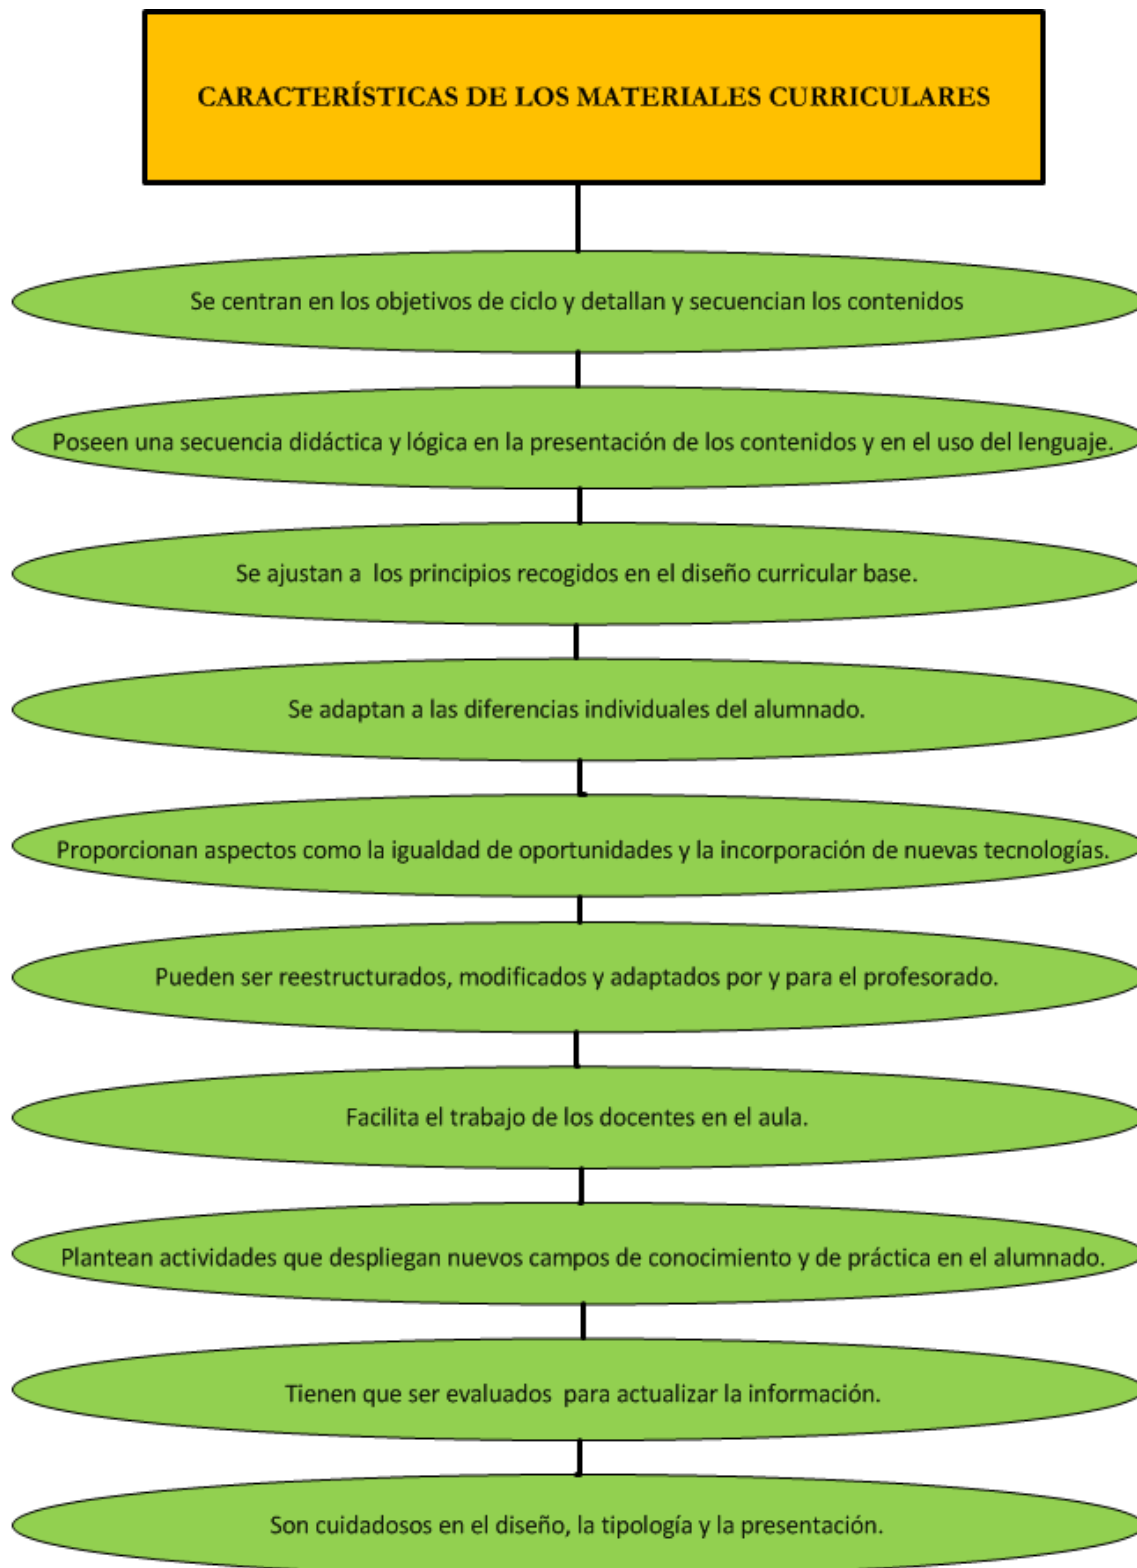 CARACTERÍSTICAS DE LOS MATERIALES CURRICULARES
Se centran en los objetivos de ciclo y detallan y secuencian los contenidos
Poseen una secuencia didáctica y lógica en la presentación de los contenidos y en el uso del lenguaje.
Se ajustan a  los principios recogidos en el diseño curricular base.
Se adaptan a las diferencias individuales del alumnado.
Proporcionan aspectos como la igualdad de oportunidades y la incorporación de nuevas tecnologías.
Pueden ser reestructurados, modificados y adaptados por y para el profesorado.
Facilita el trabajo de los docentes en el aula.
Plantean actividades que despliegan nuevos campos de conocimiento y de práctica en el alumnado.
Tienen que ser evaluados  para actualizar la información.
Son cuidadosos en el diseño, la tipología y la presentación.